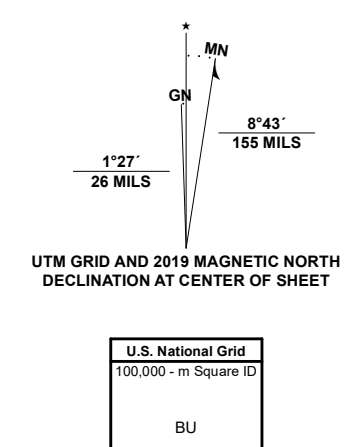 ★
MN
GN
8°43´
155 MILS
1°27´
26 MILS
UTM GRID AND 2019 MAGNETIC NORTH
DECLINATION AT CENTER OF SHEET
U.S. National Grid
100,000 - m Square ID
BU